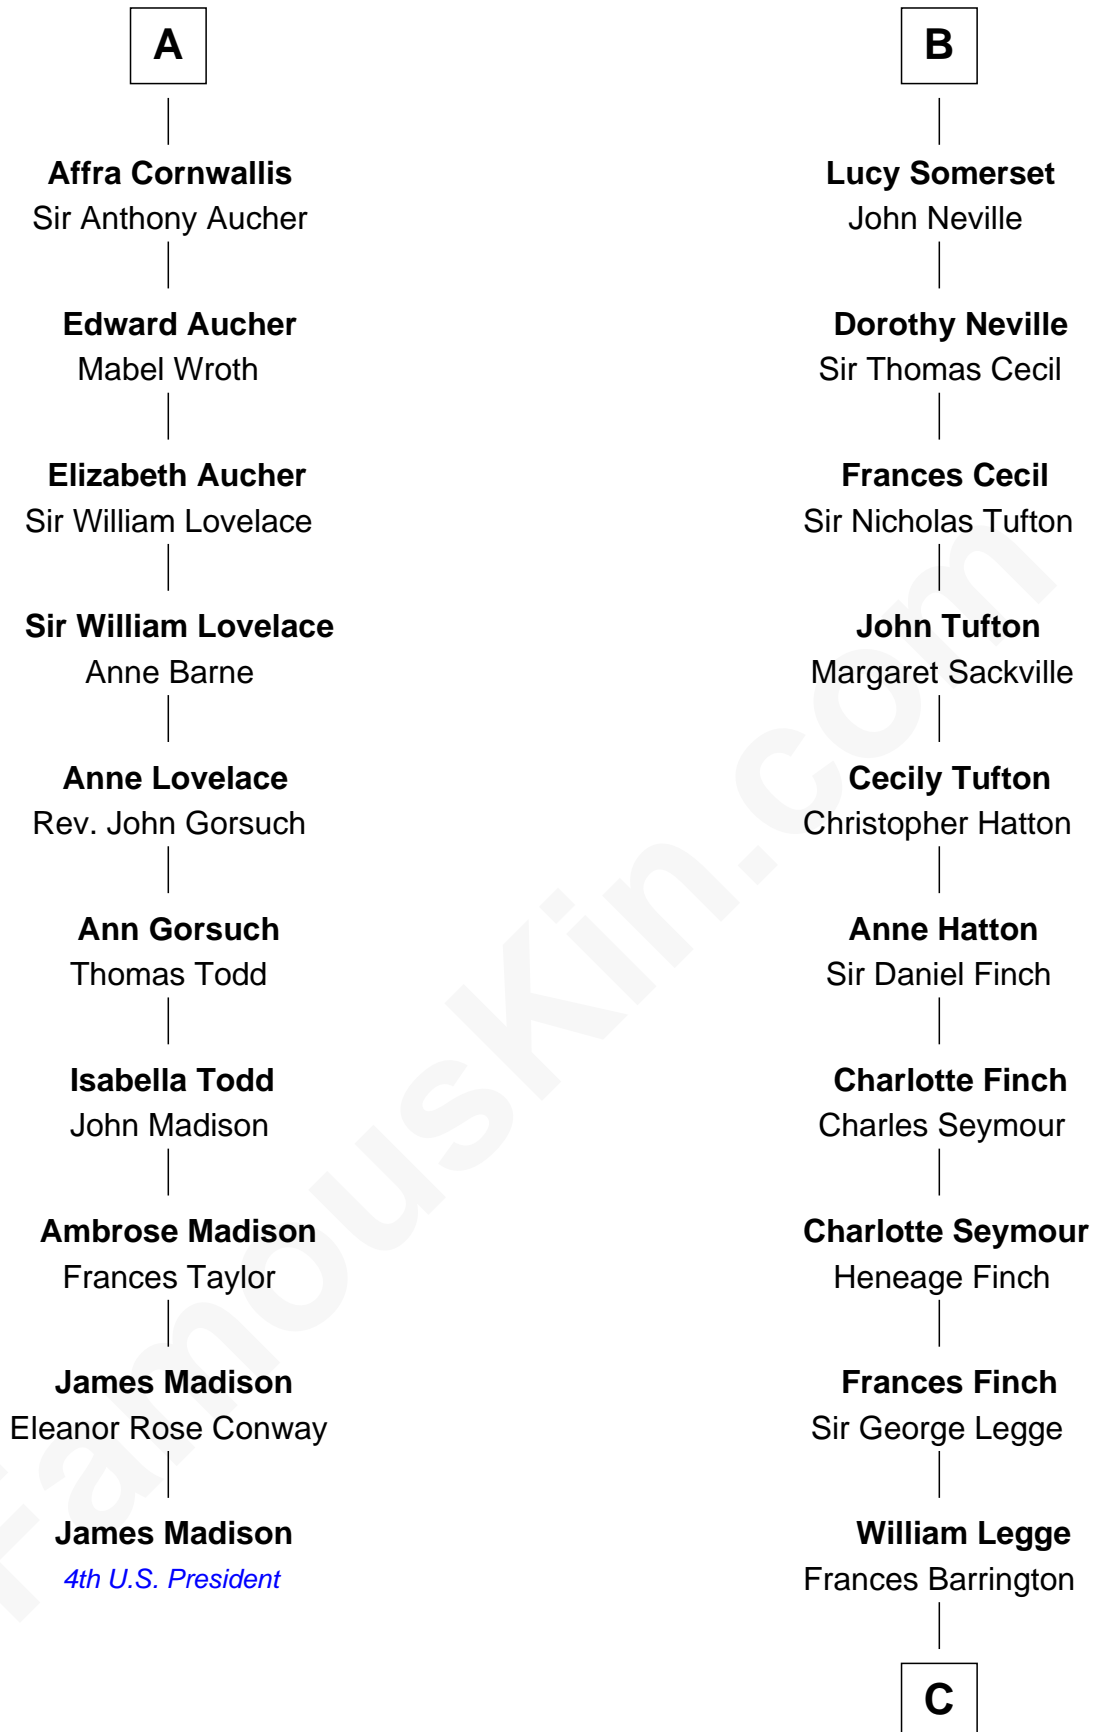 A
Affra Cornwallis
Sir Anthony Aucher
Edward Aucher
Mabel Wroth
Elizabeth Aucher
Sir William Lovelace
Sir William Lovelace
Anne Barne
Anne Lovelace
Rev. John Gorsuch
Ann Gorsuch
Thomas Todd
Isabella Todd
John Madison
Ambrose Madison
Frances Taylor
James Madison
Eleanor Rose Conway
James Madison
4th U.S. President
B
Lucy Somerset
John Neville
Dorothy Neville
Sir Thomas Cecil
Frances Cecil
Sir Nicholas Tufton
John Tufton
Margaret Sackville
Cecily Tufton
Christopher Hatton
Anne Hatton
Sir Daniel Finch
Charlotte Finch
Charles Seymour
Charlotte Seymour
Heneage Finch
Frances Finch
Sir George Legge
William Legge
Frances Barrington
C
FamousKin.com